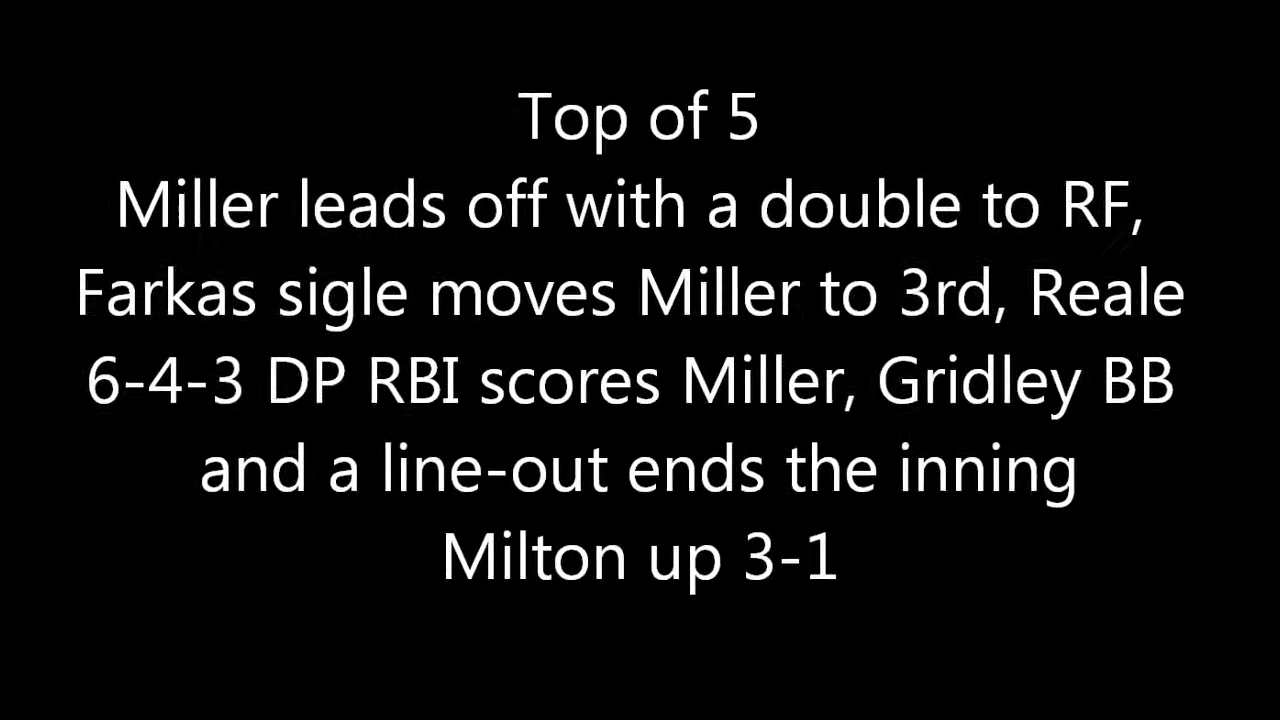 Top of 5
Miller leads off with a double to RF,
Farkas sigle moves Miller to 3rd, Reale
6-4-3 DP RBI scores Miller, Gridley BB
and a line-out ends the inning
Milton up 3-1